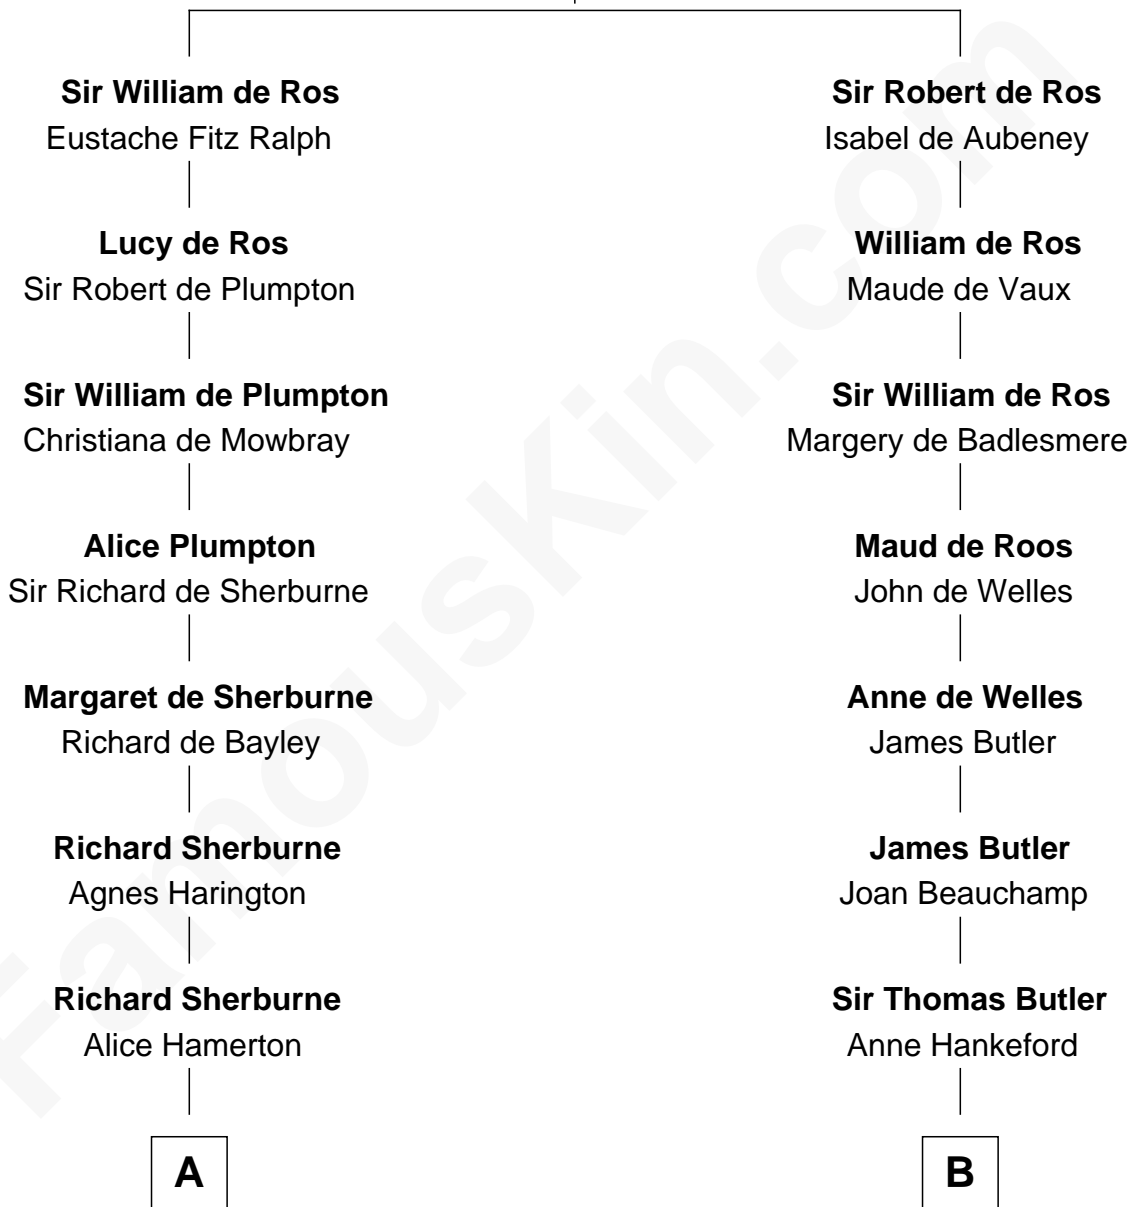 Sir William de Ros
Eustache Fitz Ralph
Lucy de Ros
Sir Robert de Plumpton
Sir William de Plumpton
Christiana de Mowbray
Alice Plumpton
Sir Richard de Sherburne
Margaret de Sherburne
Richard de Bayley
Richard Sherburne
Agnes Harington
Richard Sherburne
Alice Hamerton
A
Sir Robert de Ros
Isabel de Aubeney
William de Ros
Maude de Vaux
Sir William de Ros
Margery de Badlesmere
Maud de Roos
John de Welles
Anne de Welles
James Butler
James Butler
Joan Beauchamp
Sir Thomas Butler
Anne Hankeford
B
FamousKin.com